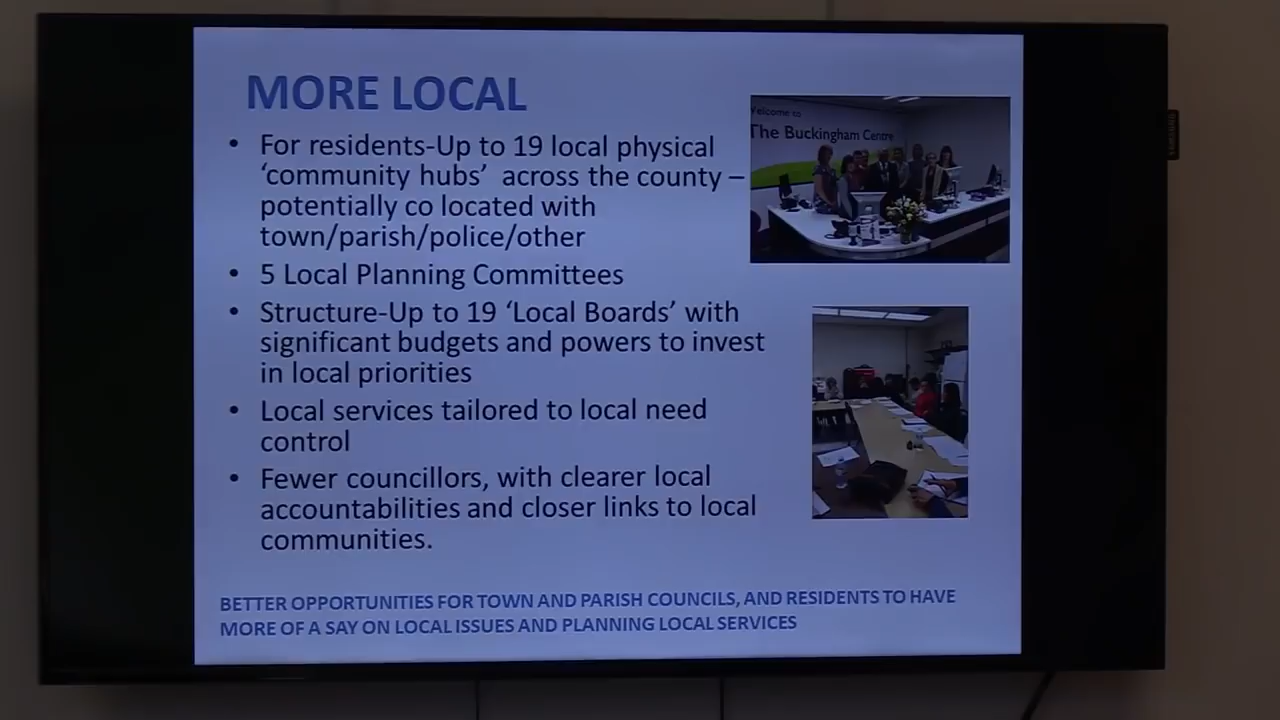 MORE LOCAL
• For residents-Up to 19 local physical
‘community hubs’ across the county –
potentially co located with
town/parish/police/other
• 5 Local Planning Committees
• Structure-Up to 19 ‘Local Boards’ with
significant budgets and powers to invest
in local priorities
• Local services tailored to local need
control
• Fewer councillors, with clearer local
accountabilities and closer links to local
communities.
Welcome to
The Buckingham Centre
BETTER OPPORTUNITIES FOR TOWN AND PARISH COUNCILS, AND RESIDENTS TO HAVE
MORE OF A SAY ON LOCAL ISSUES AND PLANNING LOCAL SERVICES